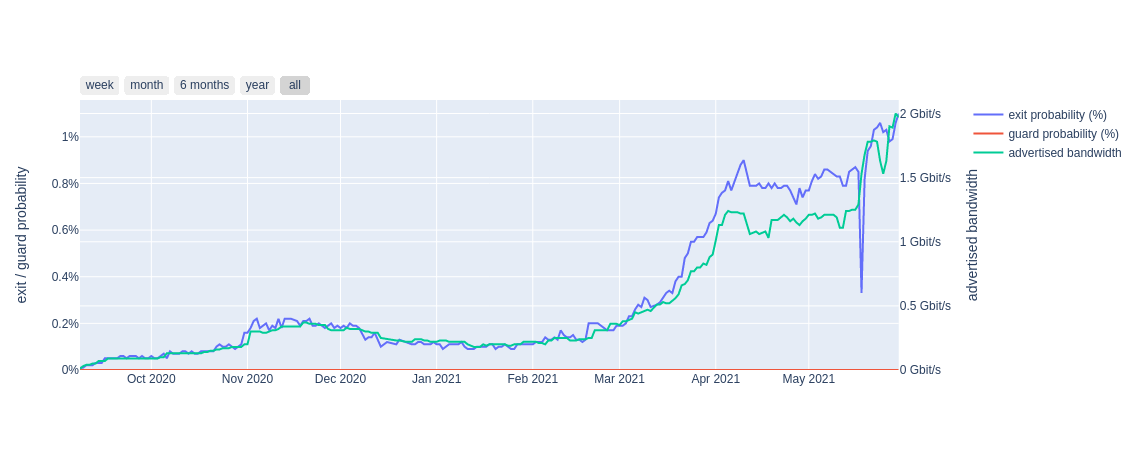 week month 6 months year all
exit / guard probability
1%
0.8%
0.6%
0.4%
0.2%
0%
2 Gbit/s
1.5 Gbit/s
1 Gbit/s
0.5 Gbit/s
0 Gbit/s
advertised bandwidth
Oct 2020 Nov 2020 Dec 2020 Jan 2021 Feb 2021 Mar 2021 Apr 2021 May 2021
exit probability (%)
guard probability (%)
advertised bandwidth